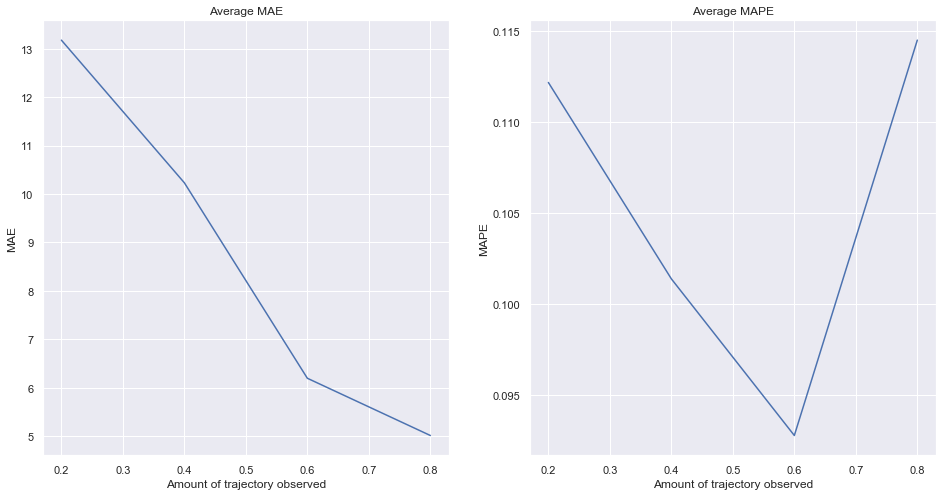 Average MAE
13
12
11
10
9
8
7
6
5
MAE
0.2 0.3 0.4 0.5 0.6 0.7 0.8
Amount of trajectory observed
Average MAPE
0.115
0.110
0.105
0.100
0.095
MAPE
0.2 0.3 0.4 0.5 0.6 0.7 0.8
Amount of trajectory observed